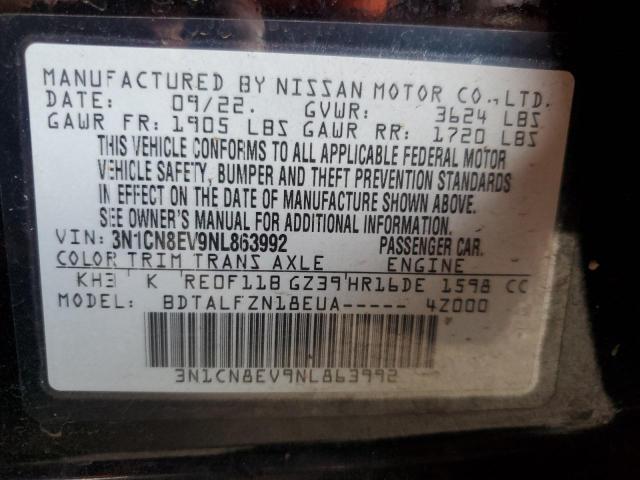 MANUFACTURED BY NISSAN MOTOR CO., LTD.
DATE: 09/22. GVWR: 3624 LBS
GAWR FR: 1905 LBS GAWR RR: 1720 LBS
THIS VEHICLE CONFORMS TO ALL APPLICABLE FEDERAL MOTOR
VEHICLE SAFETY, BUMPER AND THEFT PREVENTION STANDARDS
IN EFFECT ON THE DATE OF MANUFACTURE SHOWN ABOVE.
SEE OWNER'S MANUAL FOR ADDITIONAL INFORMATION.
VIN: 3N1CN8EV9NL863992 PASSENGER CAR.
COLOR TRIM TRANS AXLE ENGINE
KH3 K RE0F11B GZ39 HR16DE 1598 CC
MODEL: BDTALFZN18EUA----- 4Z000
3N1CN8EV9NL863992